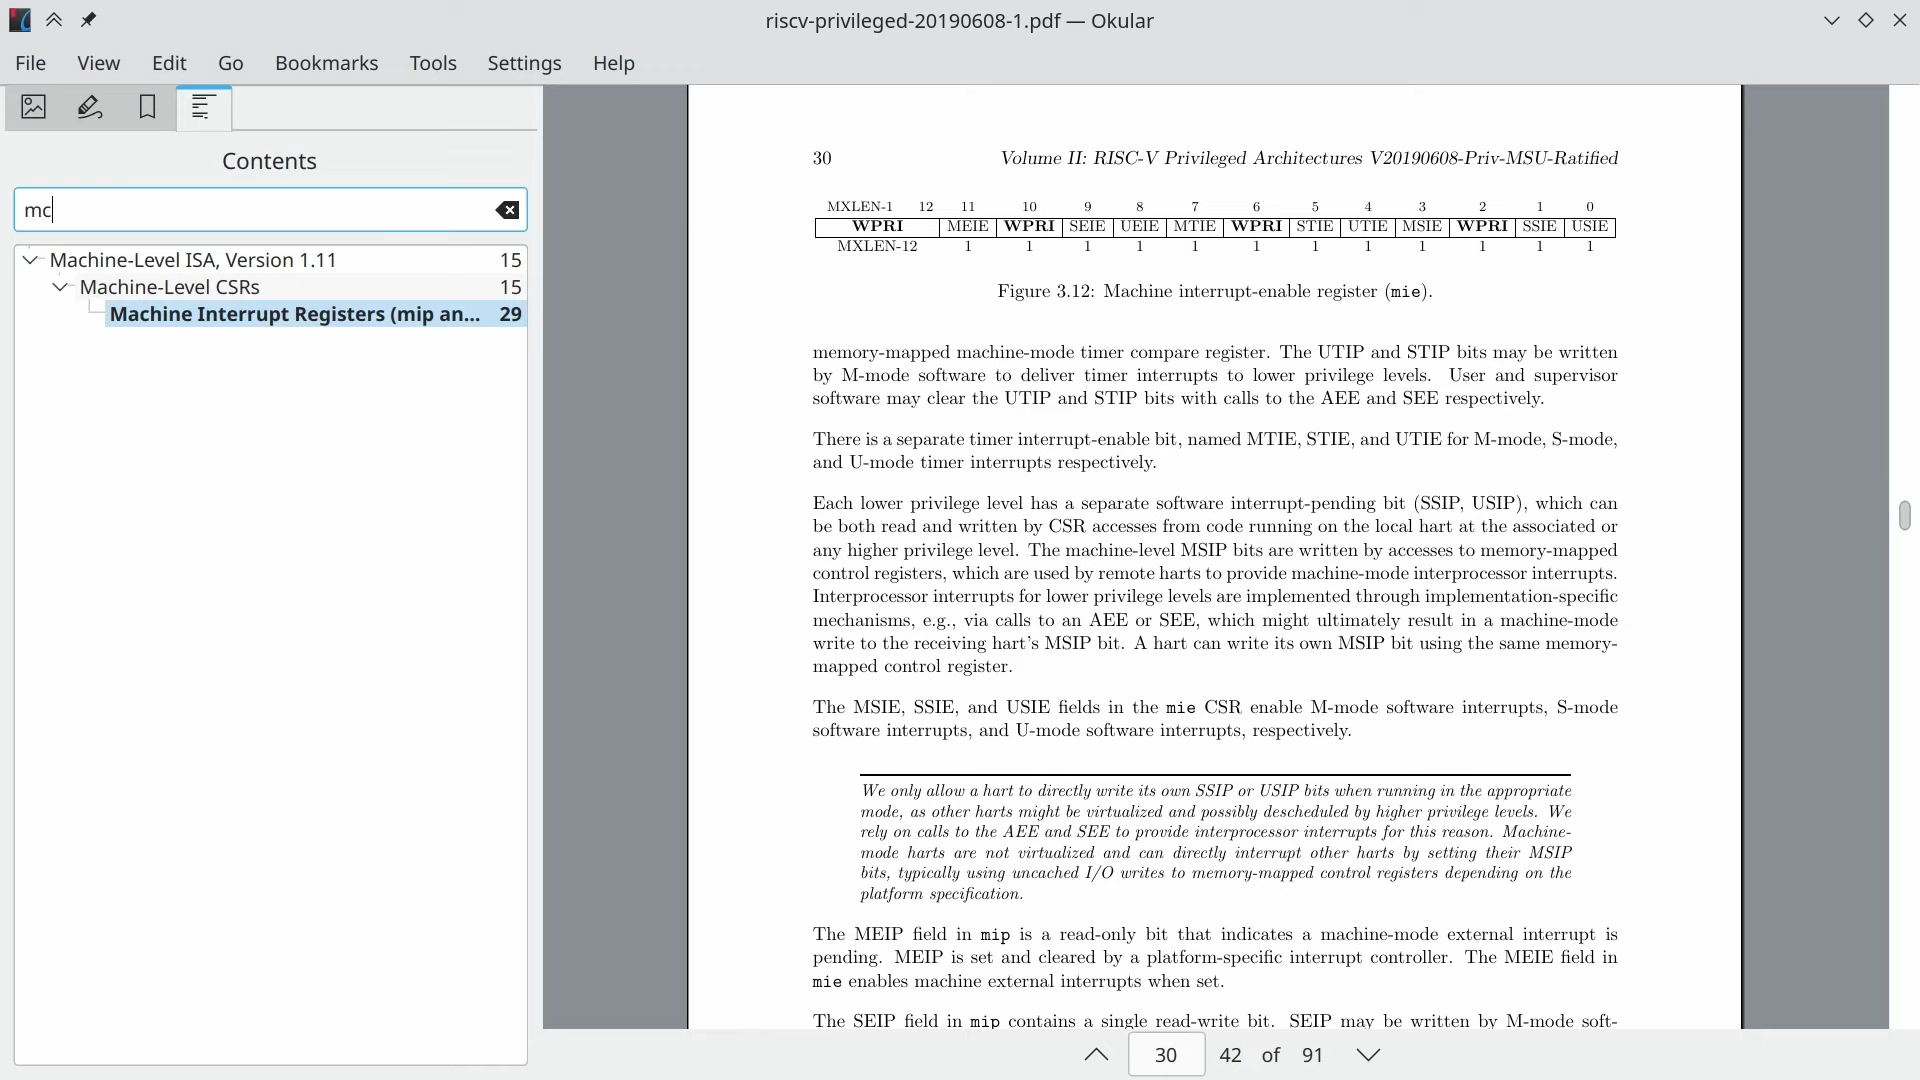 riscv-privileged-20190608-1.pdf — Okular
File View Edit Go Bookmarks Tools Settings Help
Contents
mc
Machine-Level ISA, Version 1.11 15
Machine-Level CSRs 15
Machine Interrupt Registers (mip an... 29
30 Volume II: RISC-V Privileged Architectures V20190608-Priv-MSU-Ratified
MXLEN-1 12 11 10 9 8 7 6 5 4 3 2 1 0
WPRI MEIE WPRI SEIE UEIE MTIE WPRI STIE UTIE MSIE WPRI SSIE USIE
MXLEN-12 1 1 1 1 1 1 1 1 1 1 1 1
Figure 3.12: Machine interrupt-enable register (mie).
memory-mapped machine-mode timer compare register. The UTIP and STIP bits may be written
by M-mode software to deliver timer interrupts to lower privilege levels. User and supervisor
software may clear the UTIP and STIP bits with calls to the AEE and SEE respectively.
There is a separate timer interrupt-enable bit, named MTIE, STIE, and UTIE for M-mode, S-mode,
and U-mode timer interrupts respectively.
Each lower privilege level has a separate software interrupt-pending bit (SSIP, USIP), which can
be both read and written by CSR accesses from code running on the local hart at the associated or
any higher privilege level. The machine-level MSIP bits are written by accesses to memory-mapped
control registers, which are used by remote harts to provide machine-mode interprocessor interrupts.
Interprocessor interrupts for lower privilege levels are implemented through implementation-specific
mechanisms, e.g., via calls to an AEE or SEE, which might ultimately result in a machine-mode
write to the receiving hart's MSIP bit. A hart can write its own MSIP bit using the same memory-
mapped control register.
The MSIE, SSIE, and USIE fields in the mie CSR enable M-mode software interrupts, S-mode
software interrupts, and U-mode software interrupts, respectively.
We only allow a hart to directly write its own SSIP or USIP bits when running in the appropriate
mode, as other harts might be virtualized and possibly descheduled by higher privilege levels. We
rely on calls to the AEE and SEE to provide interprocessor interrupts for this reason. Machine-
mode harts are not virtualized and can directly interrupt other harts by setting their MSIP
bits, typically using uncached I/O writes to memory-mapped control registers depending on the
platform specification.
The MEIP field in mip is a read-only bit that indicates a machine-mode external interrupt is
pending. MEIP is set and cleared by a platform-specific interrupt controller. The MEIE field in
mie enables machine external interrupts when set.
The SEIP field in mip contains a single read-write bit. SEIP may be written by M-mode soft-
30 42 of 91